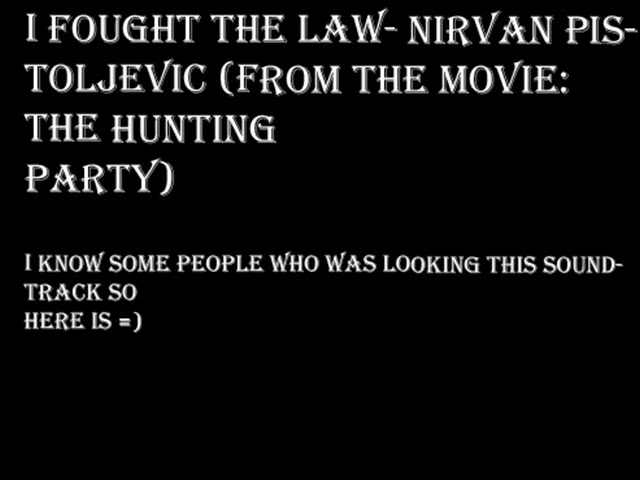 I FOUGHT THE LAW- NIRVAN PIS-
TOLJEVIC (FROM THE MOVIE:
THE HUNTING
PARTY)
I KNOW SOME PEOPLE WHO WAS LOOKING THIS SOUND-
TRACK SO
HERE IS =)